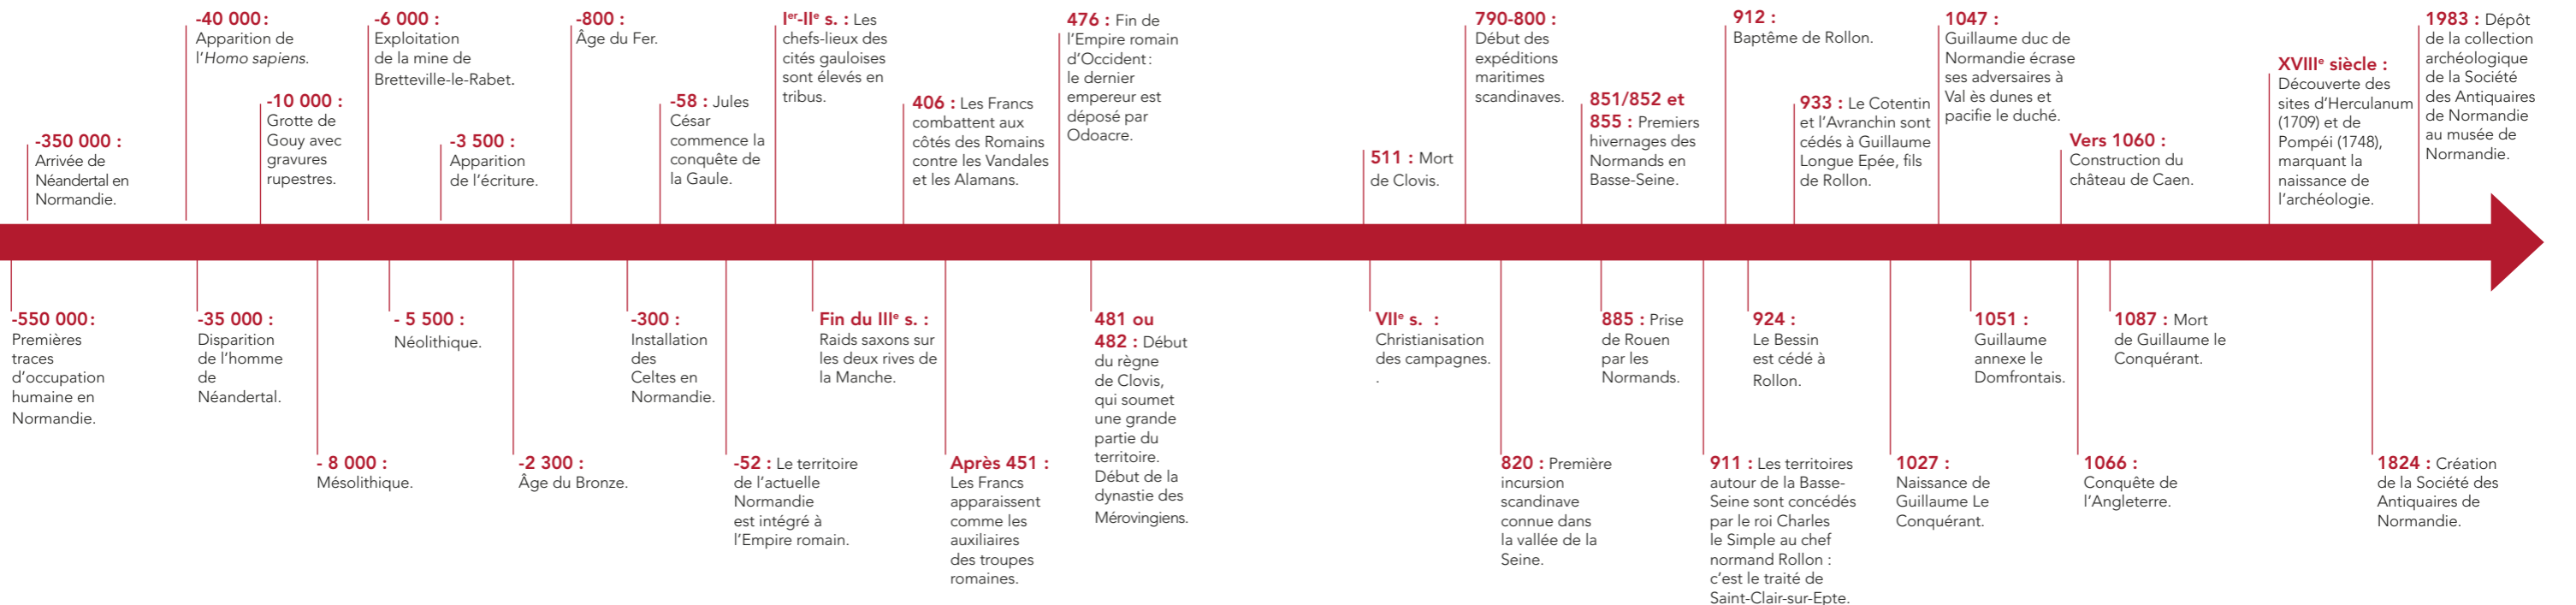 -550 000:
Premières
traces
d'occupation
humaine en
Normandie.
-350 000 :
Arrivée de
Néandertal en
Normandie.
-40 000:
Apparition de
l'Homo sapiens.
-35 000 :
Disparition
de l'homme
de
Néandertal.
-10 000 :
Grotte de
Gouy avec
gravures
rupestres.
- 8 000 :
Mésolithique.
-6 000 :
Exploitation
de la mine de
Bretteville-le-Rabet.
- 5 500 :
Néolithique.
-3 500 :
Apparition
de l'écriture.
-2 300 :
Âge du Bronze.
-800 :
Âge du Fer.
-300 :
Installation
des
Celtes en
Normandie.
-58 : Jules
César
commence la
conquête de
la Gaule.
-52 : Le territoire
de l'actuelle
Normandie
est intégré à
l'Empire romain.
Ier-IIe s. : Les
chefs-lieux des
cités gauloises
sont élevés en
tribus.
Fin du IIIe s. :
Raids saxons sur
les deux rives de
la Manche.
406 : Les Francs
combattent aux
côtés des Romains
contre les Vandales
et les Alamans.
Après 451 :
Les Francs
apparaissent
comme les
auxiliaires
des troupes
romaines.
476 : Fin de
l'Empire romain
d'Occident:
le dernier
empereur est
déposé par
Odoacre.
481 ou
482 : Début
du règne
de Clovis,
qui soumet
une grande
partie du
territoire.
Début de la
dynastie des
Mérovingiens.
511 : Mort
de Clovis.
VIIe s. :
Christianisation
des campagnes.
.
790-800 :
Début des
expéditions
maritimes
scandinaves.
820 : Première
incursion
scandinave
connue dans
la vallée de la
Seine.
851/852 et
855 : Premiers
hivernages des
Normands en
Basse-Seine.
885 : Prise
de Rouen
par les
Normands.
911 : Les territoires
autour de la Basse-
Seine sont concédés
par le roi Charles
le Simple au chef
normand Rollon :
c'est le traité de
Saint-Clair-sur-Epte.
912 :
Baptême de Rollon.
924 :
Le Bessin
est cédé à
Rollon.
933 : Le Cotentin
et l'Avranchin sont
cédés à Guillaume
Longue Epée, fils
de Rollon.
1027 :
Naissance de
Guillaume Le
Conquérant.
1047 :
Guillaume duc de
Normandie écrase
ses adversaires à
Val ès dunes et
pacifie le duché.
1051 :
Guillaume
annexe le
Domfrontais.
Vers 1060 :
Construction du
château de Caen.
1066 :
Conquête de
l'Angleterre.
1087 : Mort
de Guillaume le
Conquérant.
XVIIIe siècle :
Découverte des
sites d'Herculanum
(1709) et de
Pompéi (1748),
marquant la
naissance de
l'archéologie.
1824 : Création
de la Société des
Antiquaires de
Normandie.
1983 : Dépôt
de la collection
archéologique
de la Société
des Antiquaires
de Normandie
au musée de
Normandie.